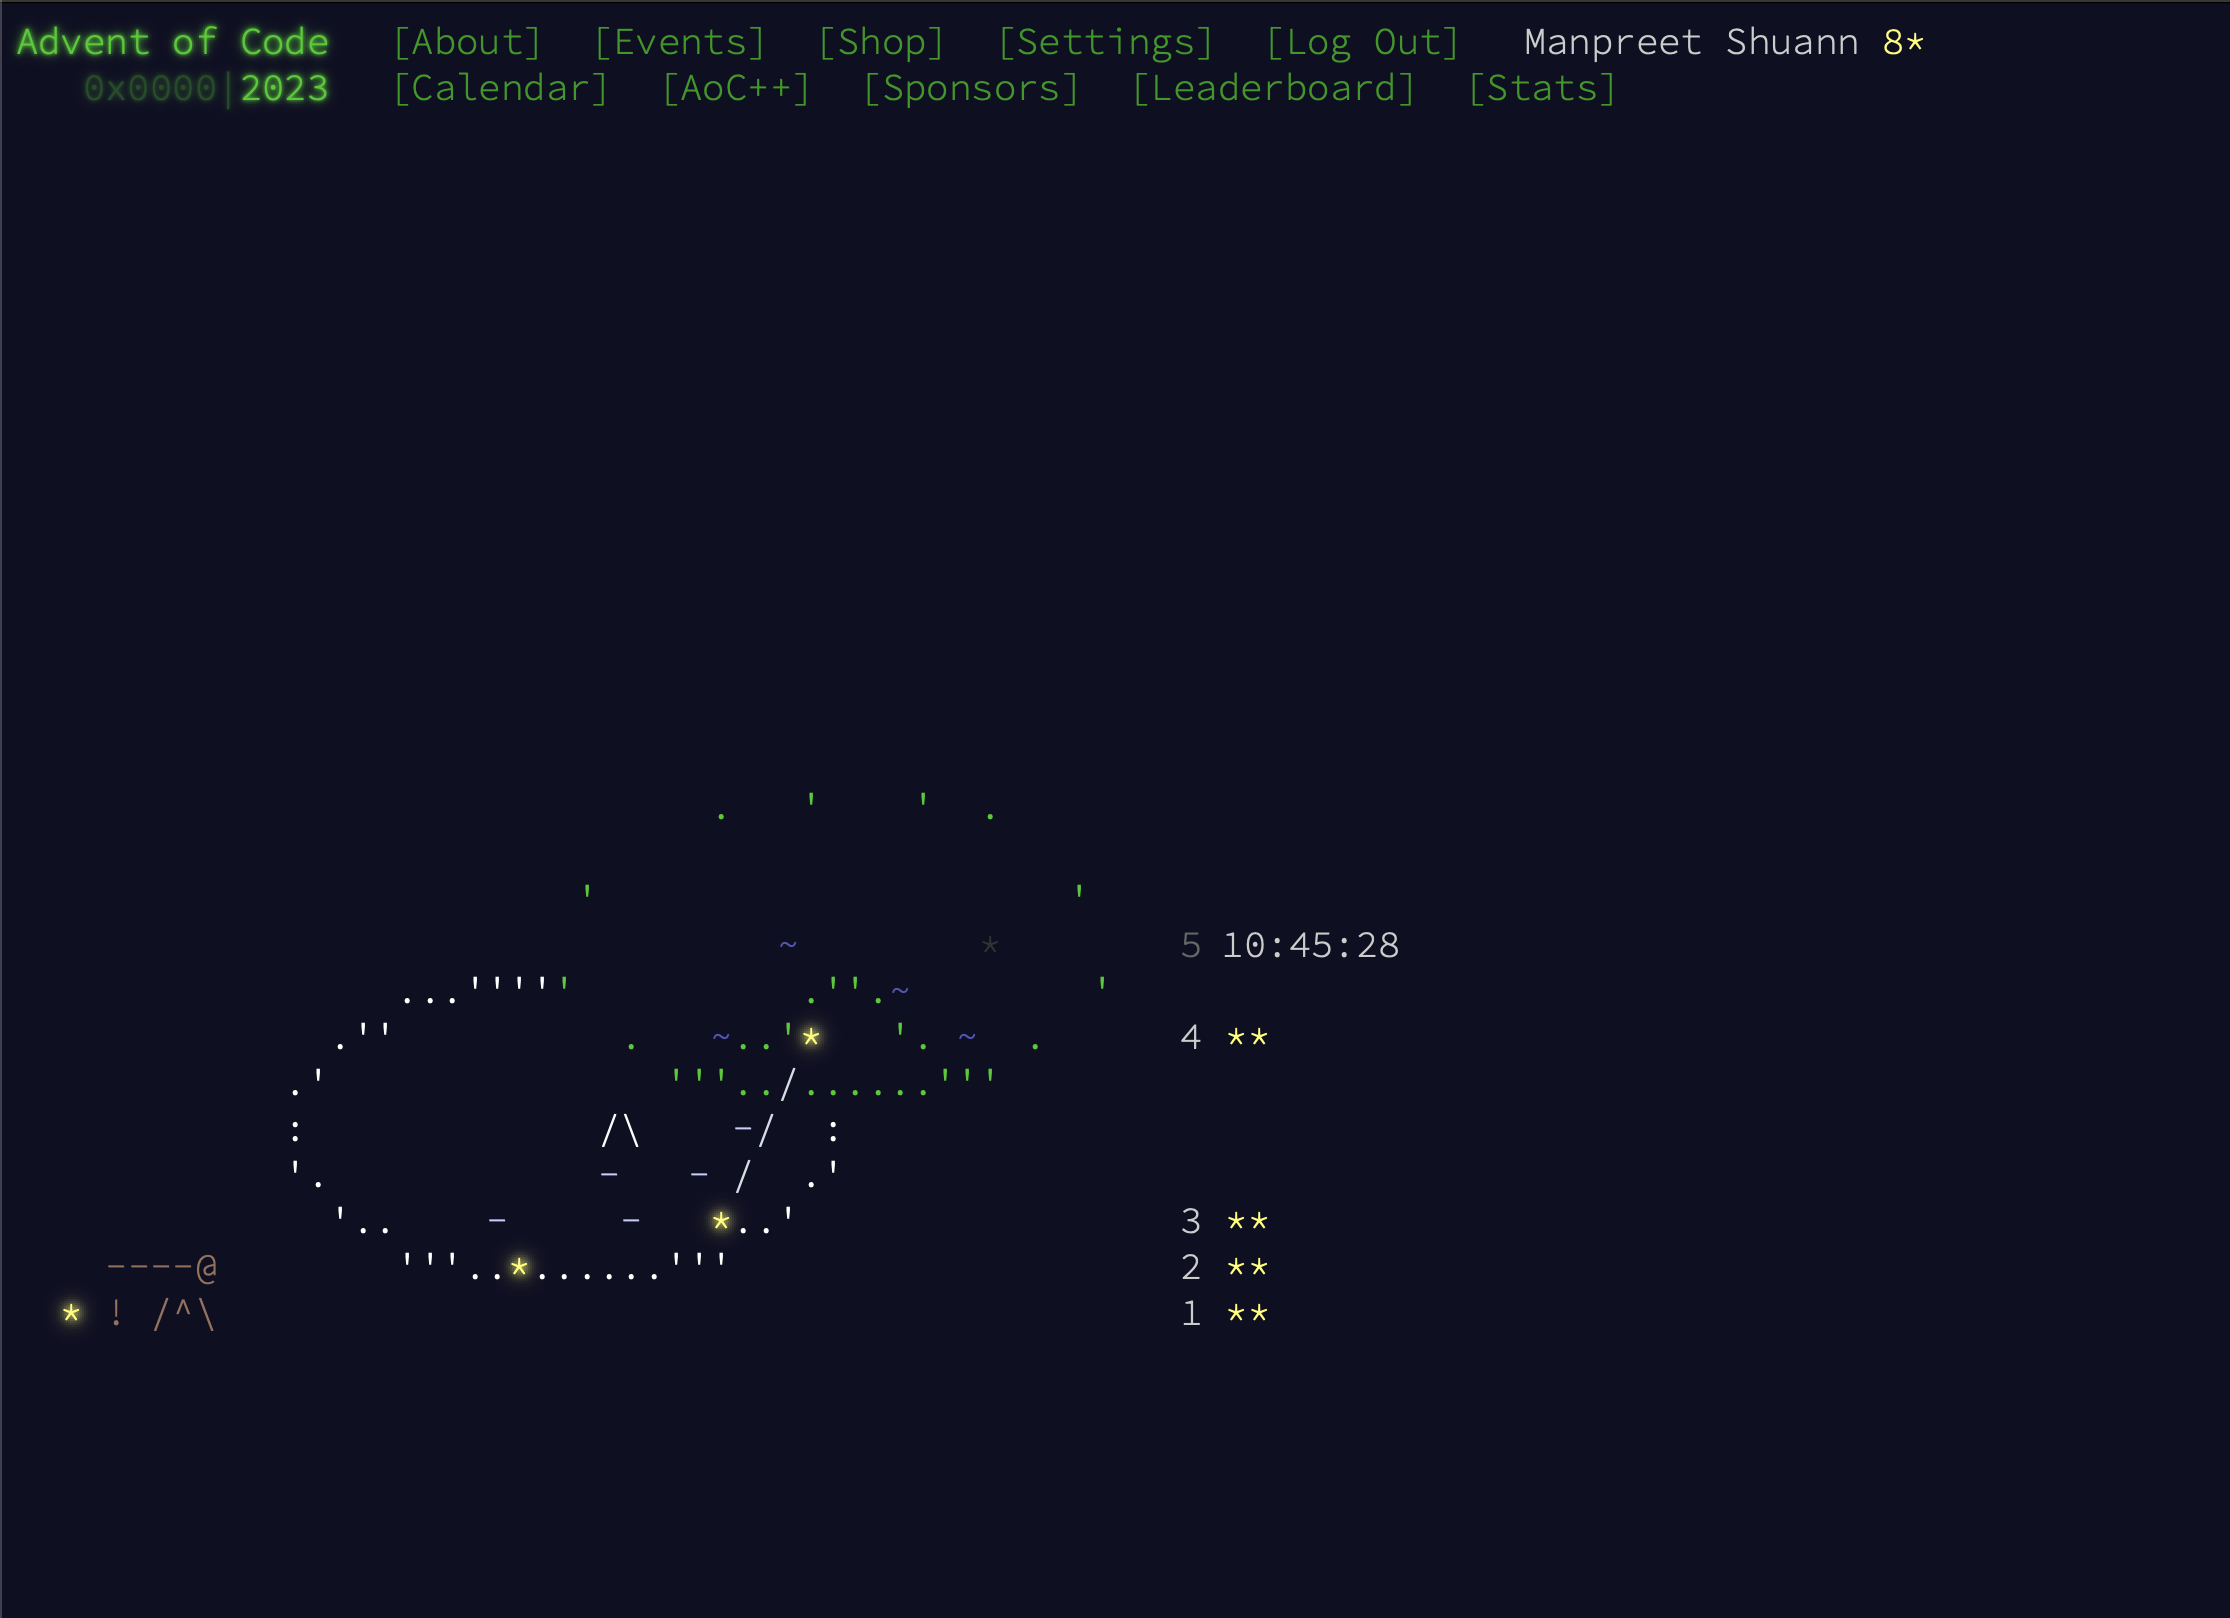 Advent of Code [About] [Events] [Shop] [Settings] [Log Out] Manpreet Shuann 8*
0x0000|2023 [Calendar] [AoC++] [Sponsors] [Leaderboard] [Stats]
5 10:45:28
4 **
3 **
2 **
1 **